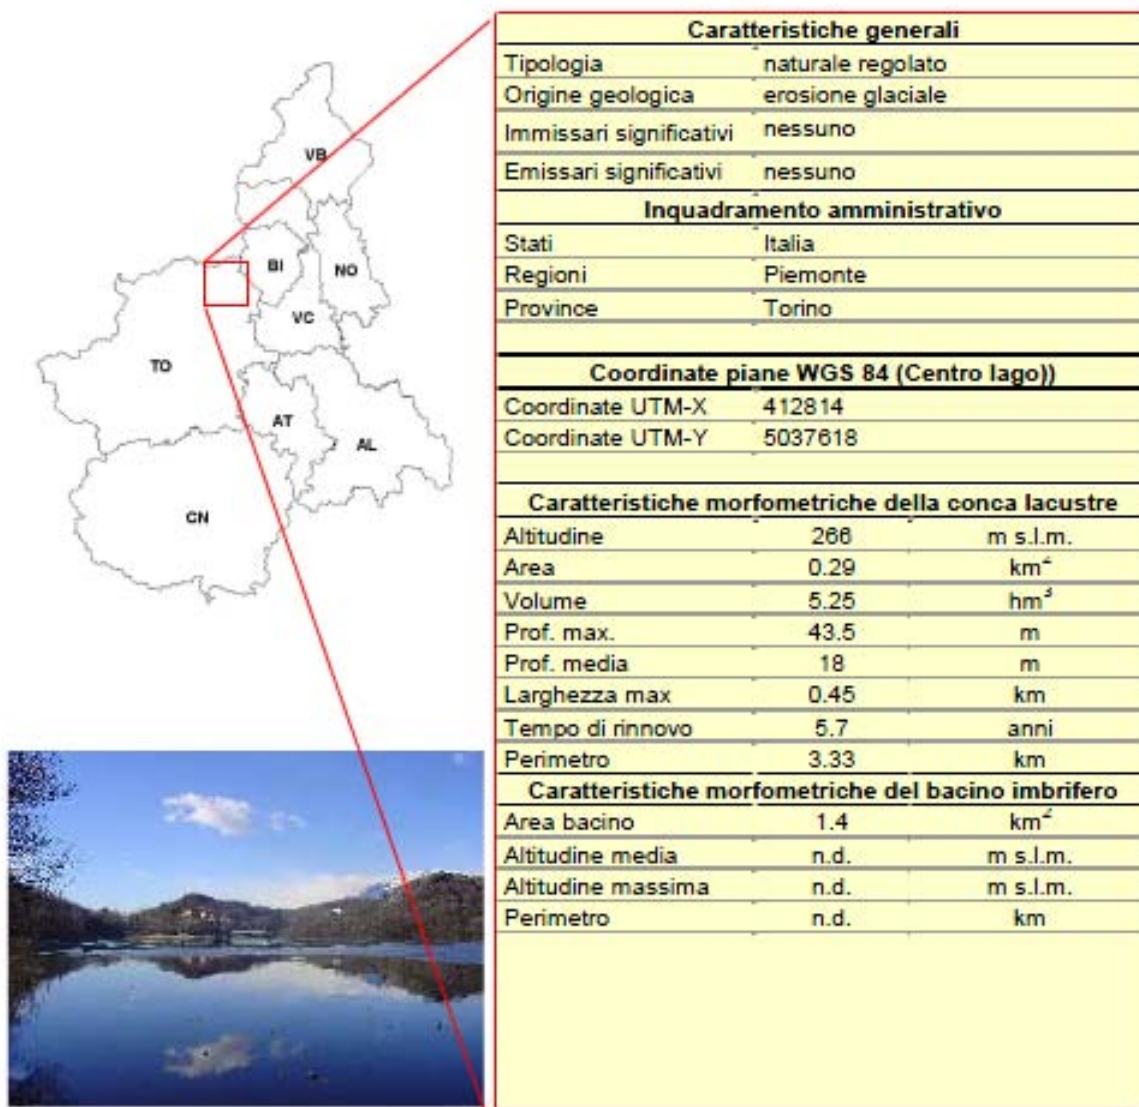 VB
BI
NO
VC
TO
AT
AL
CN
Caratteristiche generali
Tipologia naturale regolato
Origine geologica erosione glaciale
Immissari significativi nessuno
Emissari significativi nessuno
Inquadramento amministrativo
Stati Italia
Regioni Piemonte
Province Torino
Coordinate piane WGS 84 (Centro lago))
Coordinate UTM-X 412814
Coordinate UTM-Y 5037618
Caratteristiche morfometriche della conca lacustre
Altitudine 266 m s.l.m.
Area 0.29 km²
Volume 5.25 hm³
Prof. max. 43.5 m
Prof. media 18 m
Larghezza max 0.45 km
Tempo di rinnovo 5.7 anni
Perimetro 3.33 km
Caratteristiche morfometriche del bacino imbrifero
Area bacino 1.4 km²
Altitudine media n.d. m s.l.m.
Altitudine massima n.d. m s.l.m.
Perimetro n.d. km